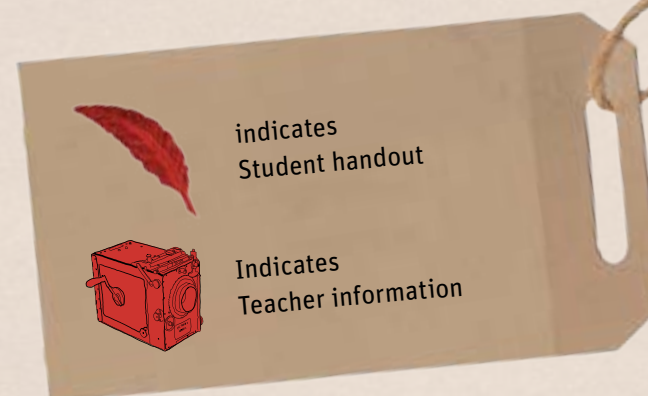 indicates
Student handout
Indicates
Teacher information